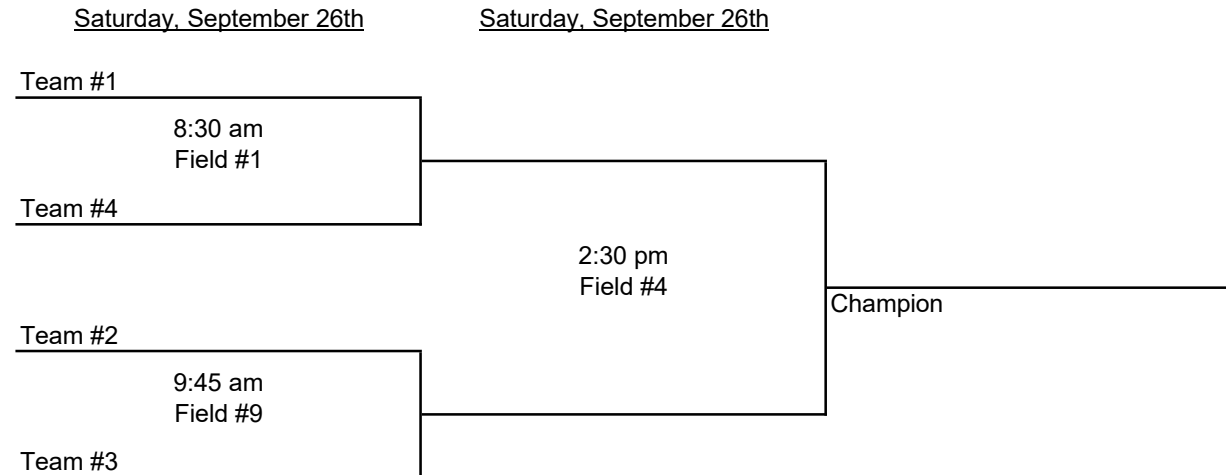 Saturday, September 26th
Saturday, September 26th
Team #1
8:30 am
Field #1
Team #4
2:30 pm
Field #4
Champion
Team #2
9:45 am
Field #9
Team #3